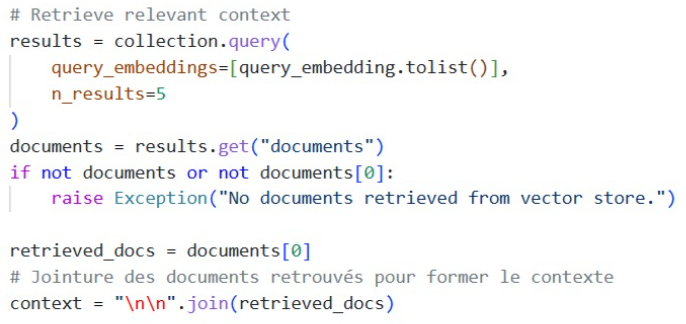 # Retrieve relevant context
results = collection.query(
    query_embeddings=[query_embedding.tolist()],
    n_results=5
)
documents = results.get("documents")
if not documents or not documents[0]:
    raise Exception("No documents retrieved from vector store.")

retrieved_docs = documents[0]
# Jointure des documents retrouvés pour former le contexte
context = "\n\n".join(retrieved_docs)